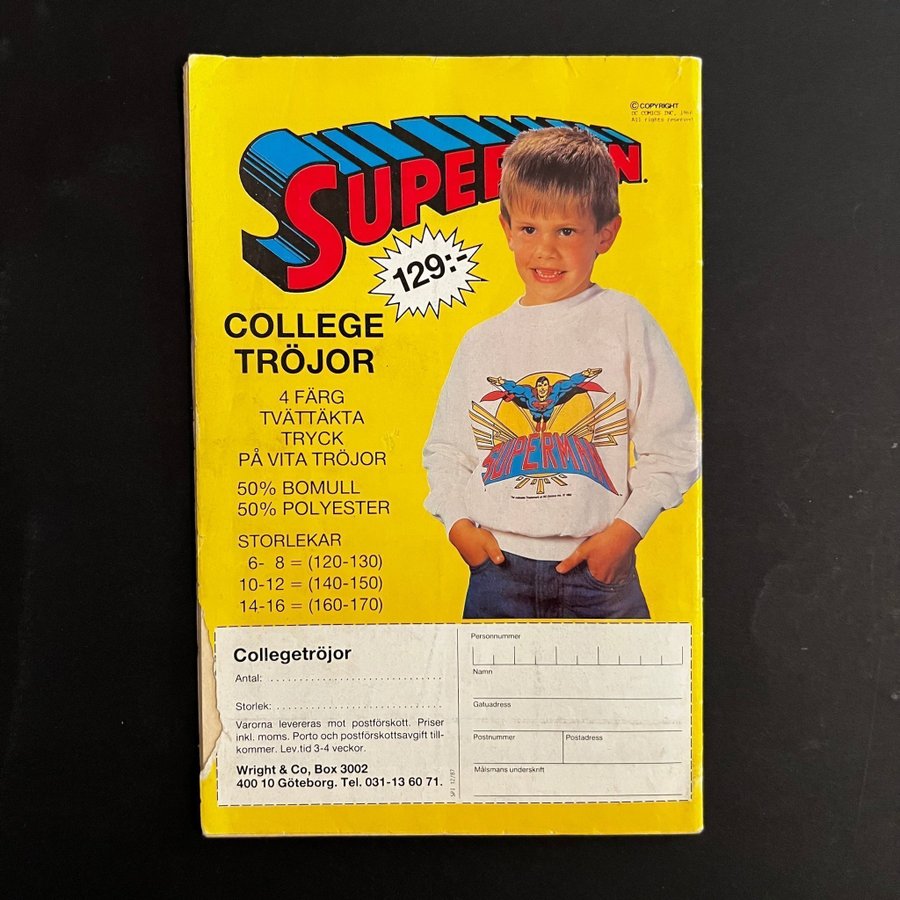 © COPYRIGHT
DC COMICS INC.
All rights reserved
SUPERMAN.
129:-
COLLEGE
TRÖJOR
4 FÄRG
TVÄTTÄKTA
TRYCK
PÅ VITA TRÖJOR
50% BOMULL
50% POLYESTER
STORLEKAR
6- 8 = (120-130)
10-12 = (140-150)
14-16 = (160-170)
SUPERMAN
Collegetröjor
Antal:
Storlek:
Varorna levereras mot postförskott. Priser
inkl. moms. Porto och postförskottsavgift till-
kommer. Lev.tid 3-4 veckor.
Wright & Co, Box 3002
400 10 Göteborg. Tel. 031-13 60 71.
SPI 12/87
Personnummer
Namn
Gatuadress
Postnummer Postadress
Målsmans underskrift